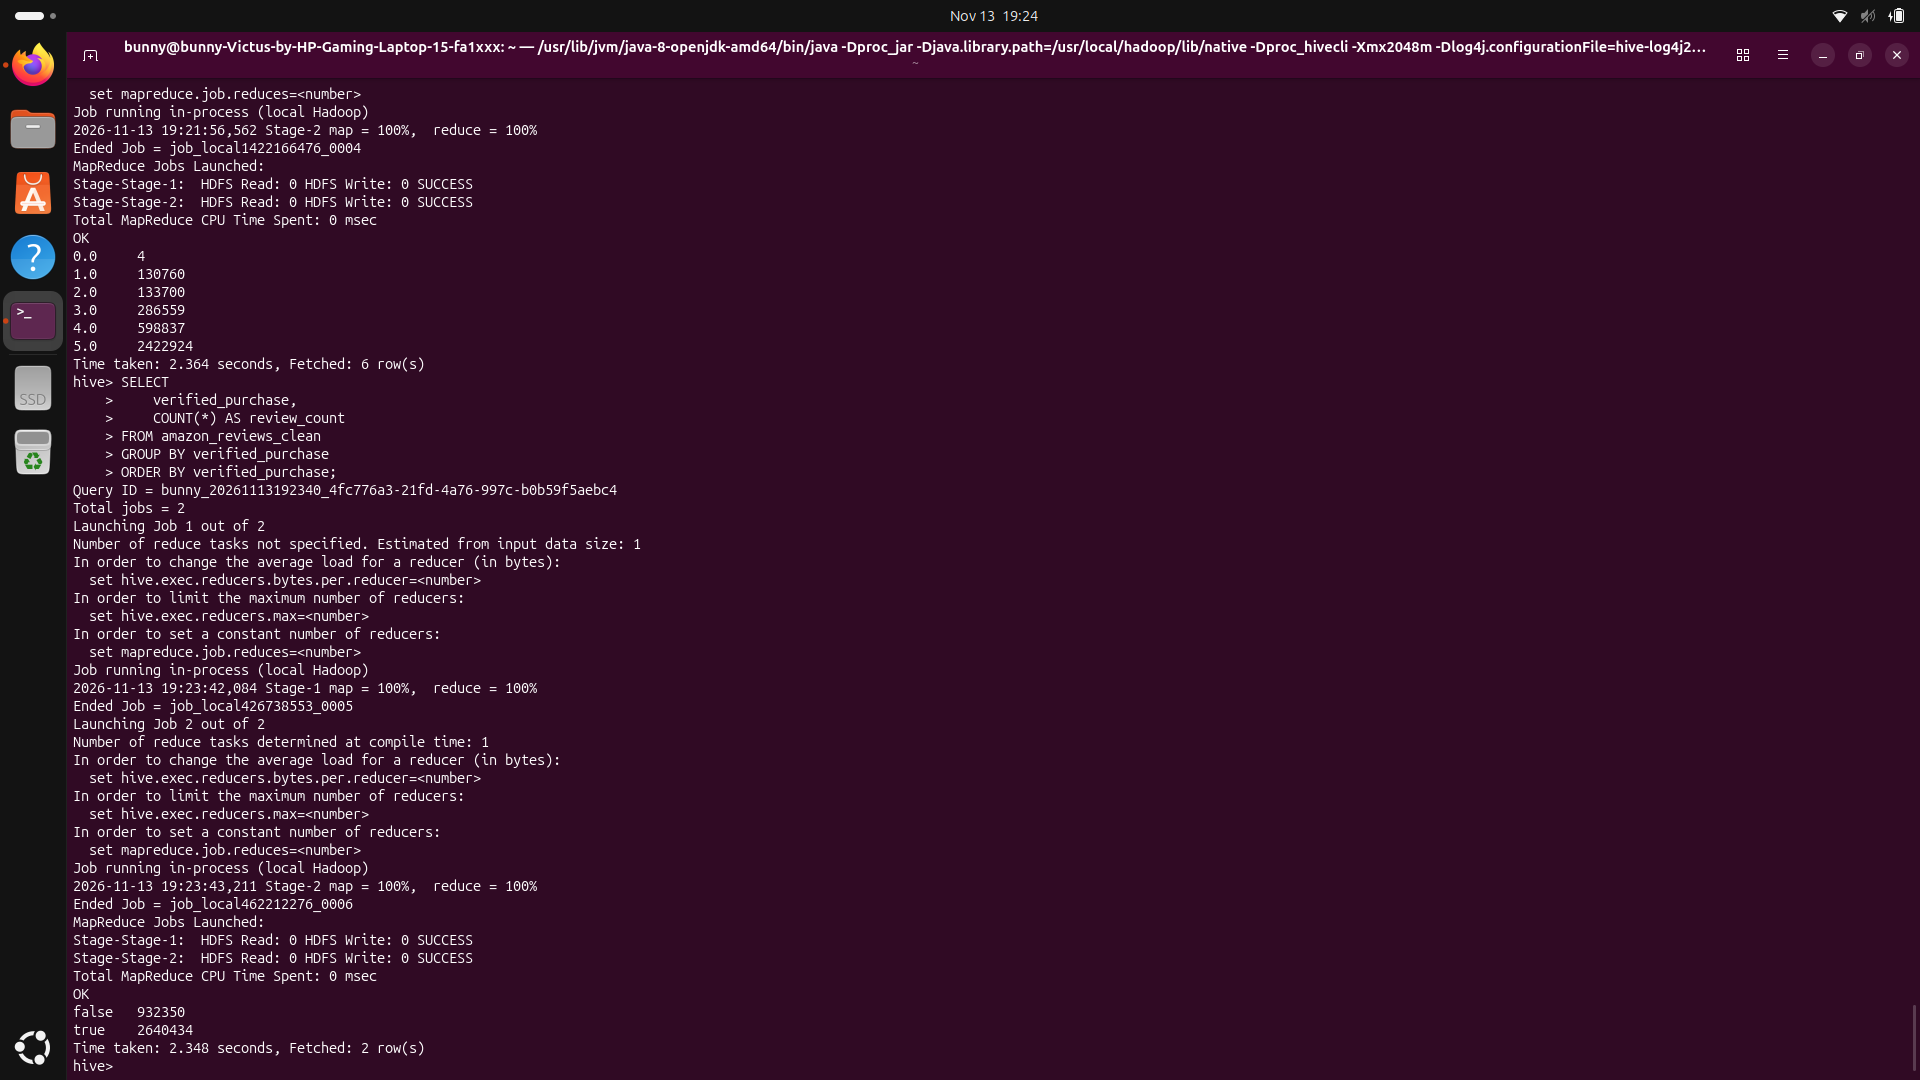 Nov 13  19:24
bunny@bunny-Victus-by-HP-Gaming-Laptop-15-fa1xxx: ~ — /usr/lib/jvm/java-8-openjdk-amd64/bin/java -Dproc_jar -Djava.library.path=/usr/local/hadoop/lib/native -Dproc_hivecli -Xmx2048m -Dlog4j.configurationFile=hive-log4j2…
~
  set mapreduce.job.reduces=<number>
Job running in-process (local Hadoop)
2026-11-13 19:21:56,562 Stage-2 map = 100%,  reduce = 100%
Ended Job = job_local1422166476_0004
MapReduce Jobs Launched:
Stage-Stage-1:  HDFS Read: 0 HDFS Write: 0 SUCCESS
Stage-Stage-2:  HDFS Read: 0 HDFS Write: 0 SUCCESS
Total MapReduce CPU Time Spent: 0 msec
OK
0.0     4
1.0     130760
2.0     133700
3.0     286559
4.0     598837
5.0     2422924
Time taken: 2.364 seconds, Fetched: 6 row(s)
hive> SELECT
    >     verified_purchase,
    >     COUNT(*) AS review_count
    > FROM amazon_reviews_clean
    > GROUP BY verified_purchase
    > ORDER BY verified_purchase;
Query ID = bunny_20261113192340_4fc776a3-21fd-4a76-997c-b0b59f5aebc4
Total jobs = 2
Launching Job 1 out of 2
Number of reduce tasks not specified. Estimated from input data size: 1
In order to change the average load for a reducer (in bytes):
  set hive.exec.reducers.bytes.per.reducer=<number>
In order to limit the maximum number of reducers:
  set hive.exec.reducers.max=<number>
In order to set a constant number of reducers:
  set mapreduce.job.reduces=<number>
Job running in-process (local Hadoop)
2026-11-13 19:23:42,084 Stage-1 map = 100%,  reduce = 100%
Ended Job = job_local426738553_0005
Launching Job 2 out of 2
Number of reduce tasks determined at compile time: 1
In order to change the average load for a reducer (in bytes):
  set hive.exec.reducers.bytes.per.reducer=<number>
In order to limit the maximum number of reducers:
  set hive.exec.reducers.max=<number>
In order to set a constant number of reducers:
  set mapreduce.job.reduces=<number>
Job running in-process (local Hadoop)
2026-11-13 19:23:43,211 Stage-2 map = 100%,  reduce = 100%
Ended Job = job_local462212276_0006
MapReduce Jobs Launched:
Stage-Stage-1:  HDFS Read: 0 HDFS Write: 0 SUCCESS
Stage-Stage-2:  HDFS Read: 0 HDFS Write: 0 SUCCESS
Total MapReduce CPU Time Spent: 0 msec
OK
false   932350
true    2640434
Time taken: 2.348 seconds, Fetched: 2 row(s)
hive>
SSD